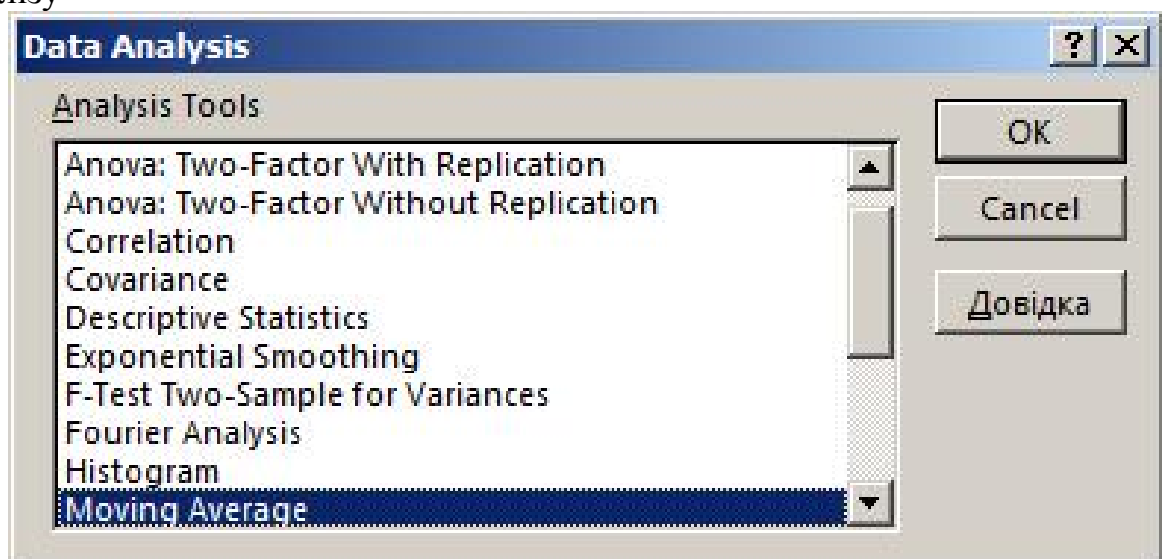 Data Analysis
Analysis Tools
Anova: Two-Factor With Replication
Anova: Two-Factor Without Replication
Correlation
Covariance
Descriptive Statistics
Exponential Smoothing
F-Test Two-Sample for Variances
Fourier Analysis
Histogram
Moving Average
OK
Cancel
Довідка